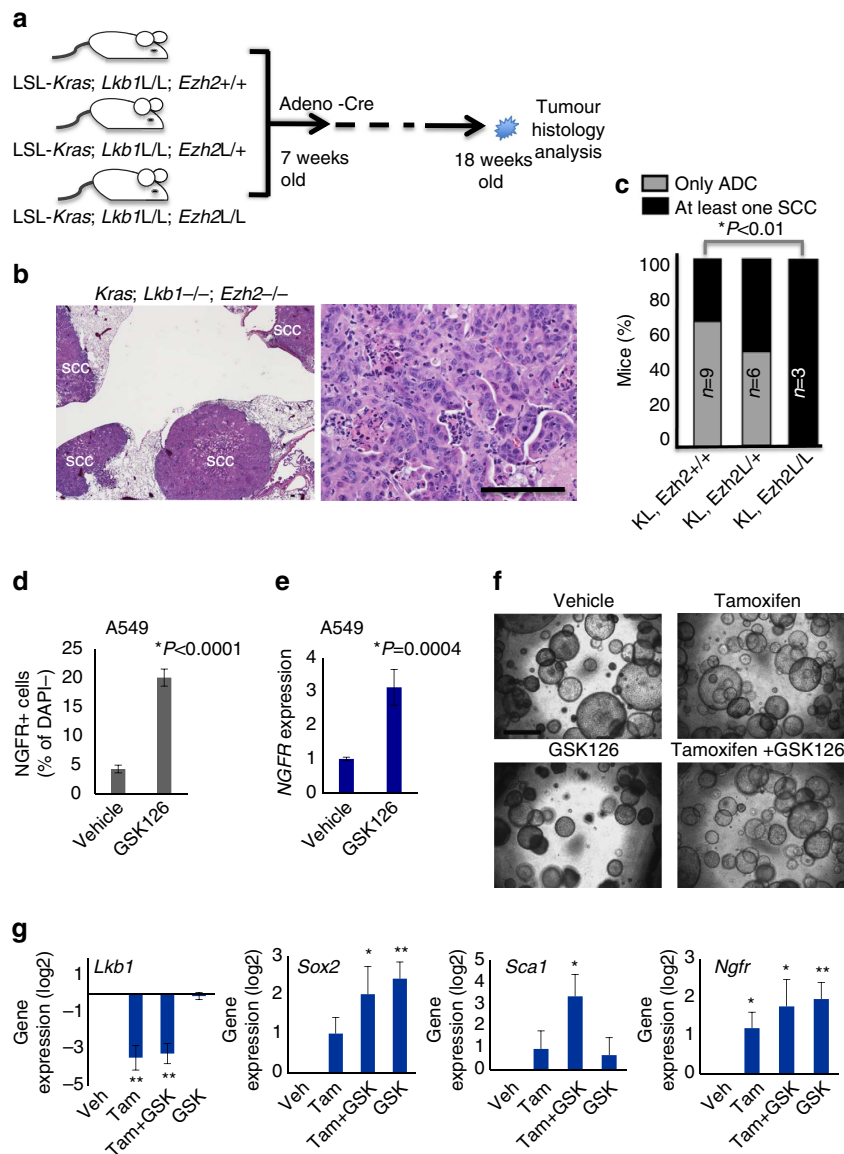 a
LSL-Kras; Lkb1L/L; Ezh2+/+
LSL-Kras; Lkb1L/L; Ezh2L/+
LSL-Kras; Lkb1L/L; Ezh2L/L
Adeno -Cre
7 weeks
old
18 weeks
old
Tumour
histology
analysis
b
Kras; Lkb1–/–; Ezh2–/–
SCC
SCC
SCC
SCC
c
Only ADC
At least one SCC
*P<0.01
Mice (%)
100
80
60
40
20
0
n=9
n=6
n=3
KL, Ezh2+/+
KL, Ezh2L/+
KL, Ezh2L/L
d
A549
*P<0.0001
NGFR+ cells
(% of DAPI–)
25
20
15
10
5
0
Vehicle
GSK126
e
A549
*P=0.0004
NGFR expression
4
3
2
1
0
Vehicle
GSK126
f
Vehicle
Tamoxifen
GSK126
Tamoxifen +GSK126
g
Gene
expression (log2)
Lkb1
1
–1
–3
–5
**
**
Veh
Tam
Tam+GSK
GSK
Gene
expression (log2)
Sox2
3
2
1
0
*
**
Veh
Tam
Tam+GSK
GSK
Gene
expression (log2)
Sca1
5
4
3
2
1
0
*
Veh
Tam
Tam+GSK
GSK
Gene
expression (log2)
Ngfr
3
2
1
0
*
*
**
Veh
Tam
Tam+GSK
GSK